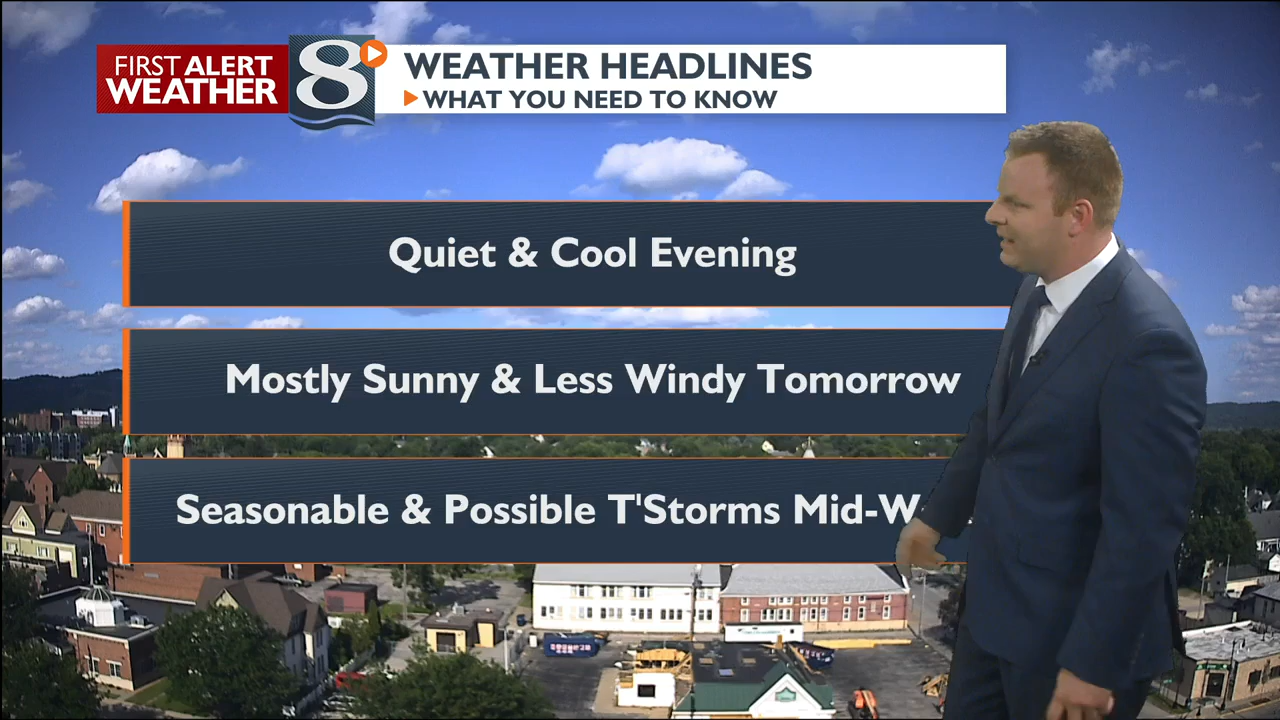 FIRST ALERT
WEATHER
8
WEATHER HEADLINES
WHAT YOU NEED TO KNOW
Quiet & Cool Evening
Mostly Sunny & Less Windy Tomorrow
Seasonable & Possible T'Storms Mid-W